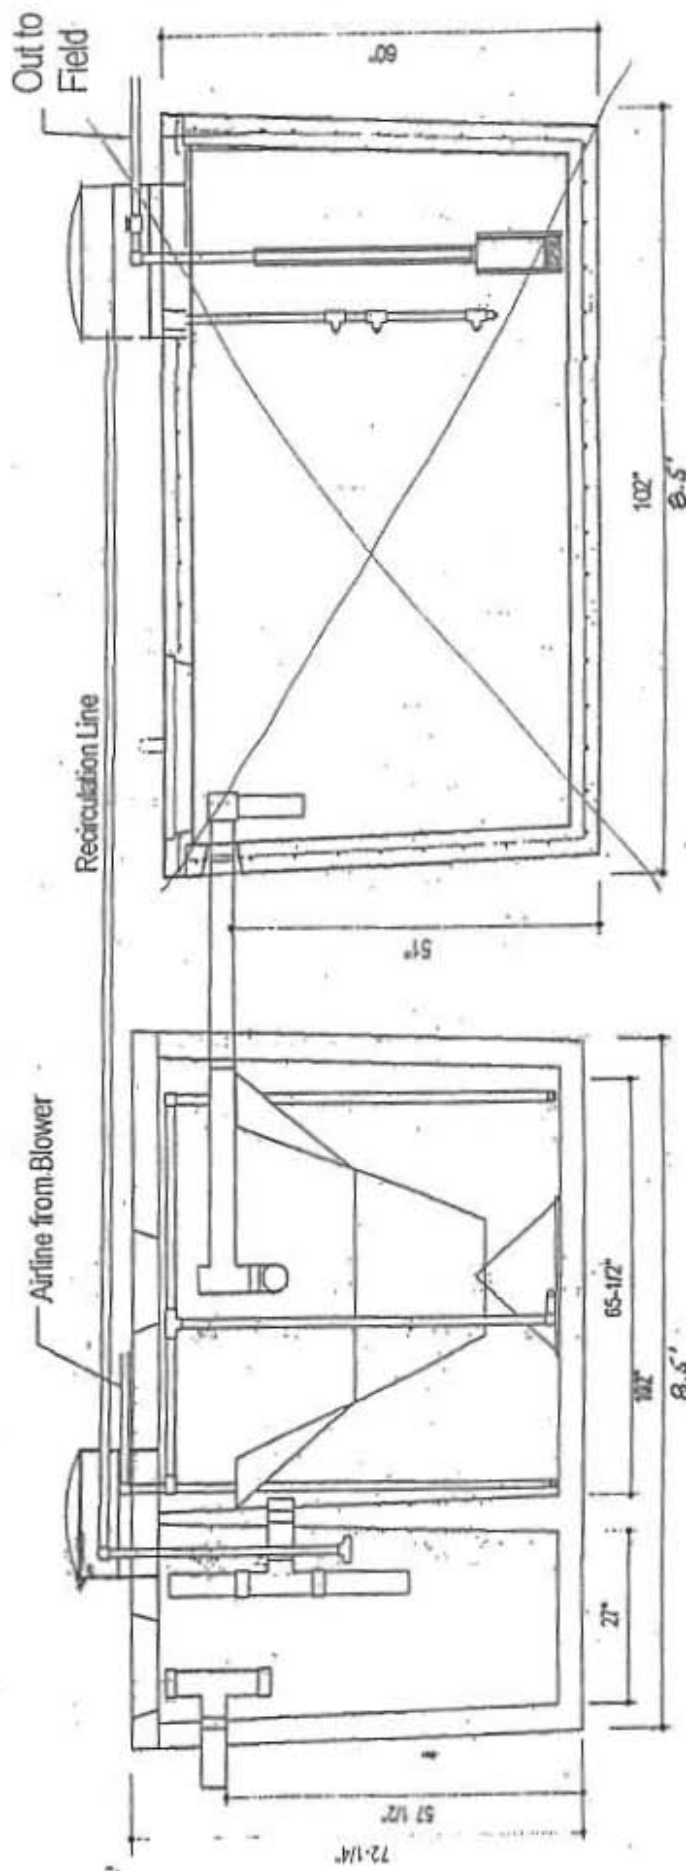 Out to
Field
Recirculation Line
Airline from Blower
60"
102"
8.5'
51"
65-1/2"
102"
8.5'
27"
57 1/2"
72-1/4"